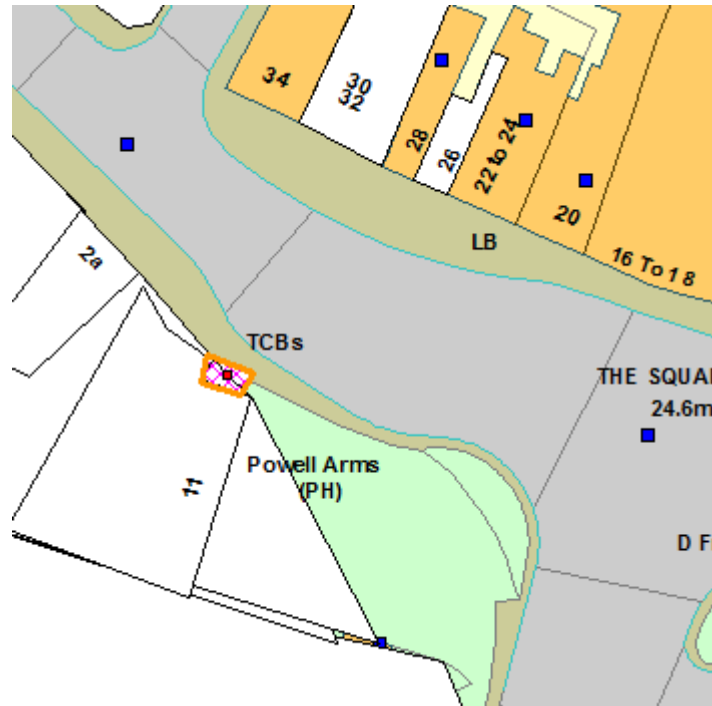 34
30
32
28
26
22 to 24
20
16 To 18
LB
2a
TCBs
THE SQUA
24.6m
Powell Arms
(PH)
11
D F